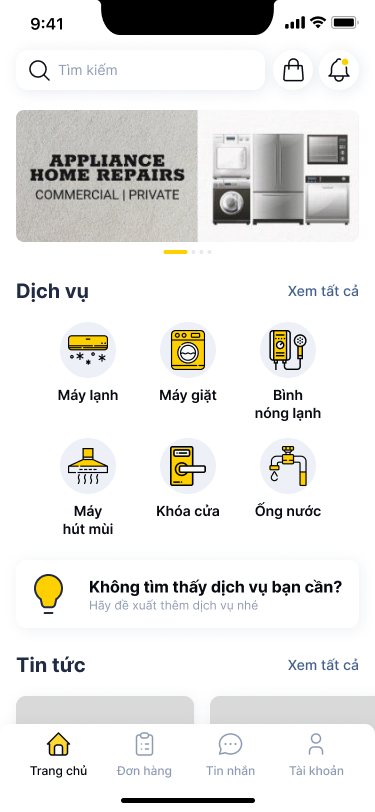 9:41
Tìm kiếm
APPLIANCE
HOME REPAIRS
COMMERCIAL | PRIVATE
Dịch vụ
Xem tất cả
Máy lạnh
Máy giặt
Bình
nóng lạnh
Máy
hút mùi
Khóa cửa
Ống nước
Không tìm thấy dịch vụ bạn cần?
Hãy đề xuất thêm dịch vụ nhé
Tin tức
Xem tất cả
Trang chủ
Đơn hàng
Tin nhắn
Tài khoản